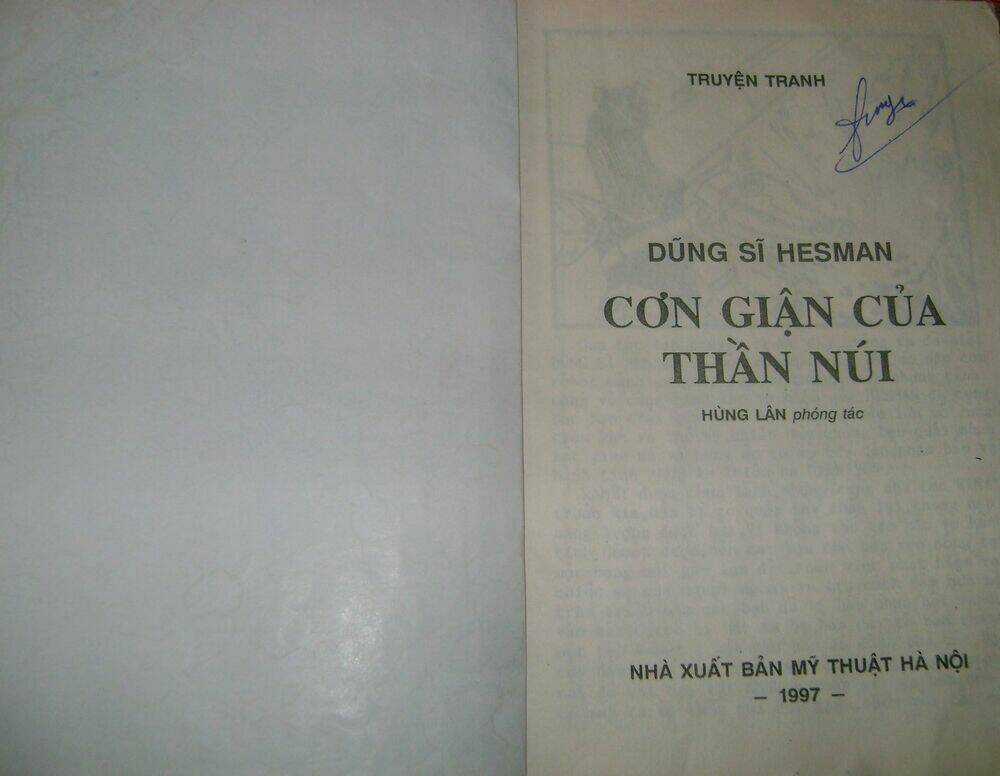 TRUYỆN TRANH
DŨNG SĨ HESMAN
CƠN GIẬN CỦA
THẦN NÚI
HÙNG LÂN phóng tác
NHÀ XUẤT BẢN MỸ THUẬT HÀ NỘI
– 1997 –